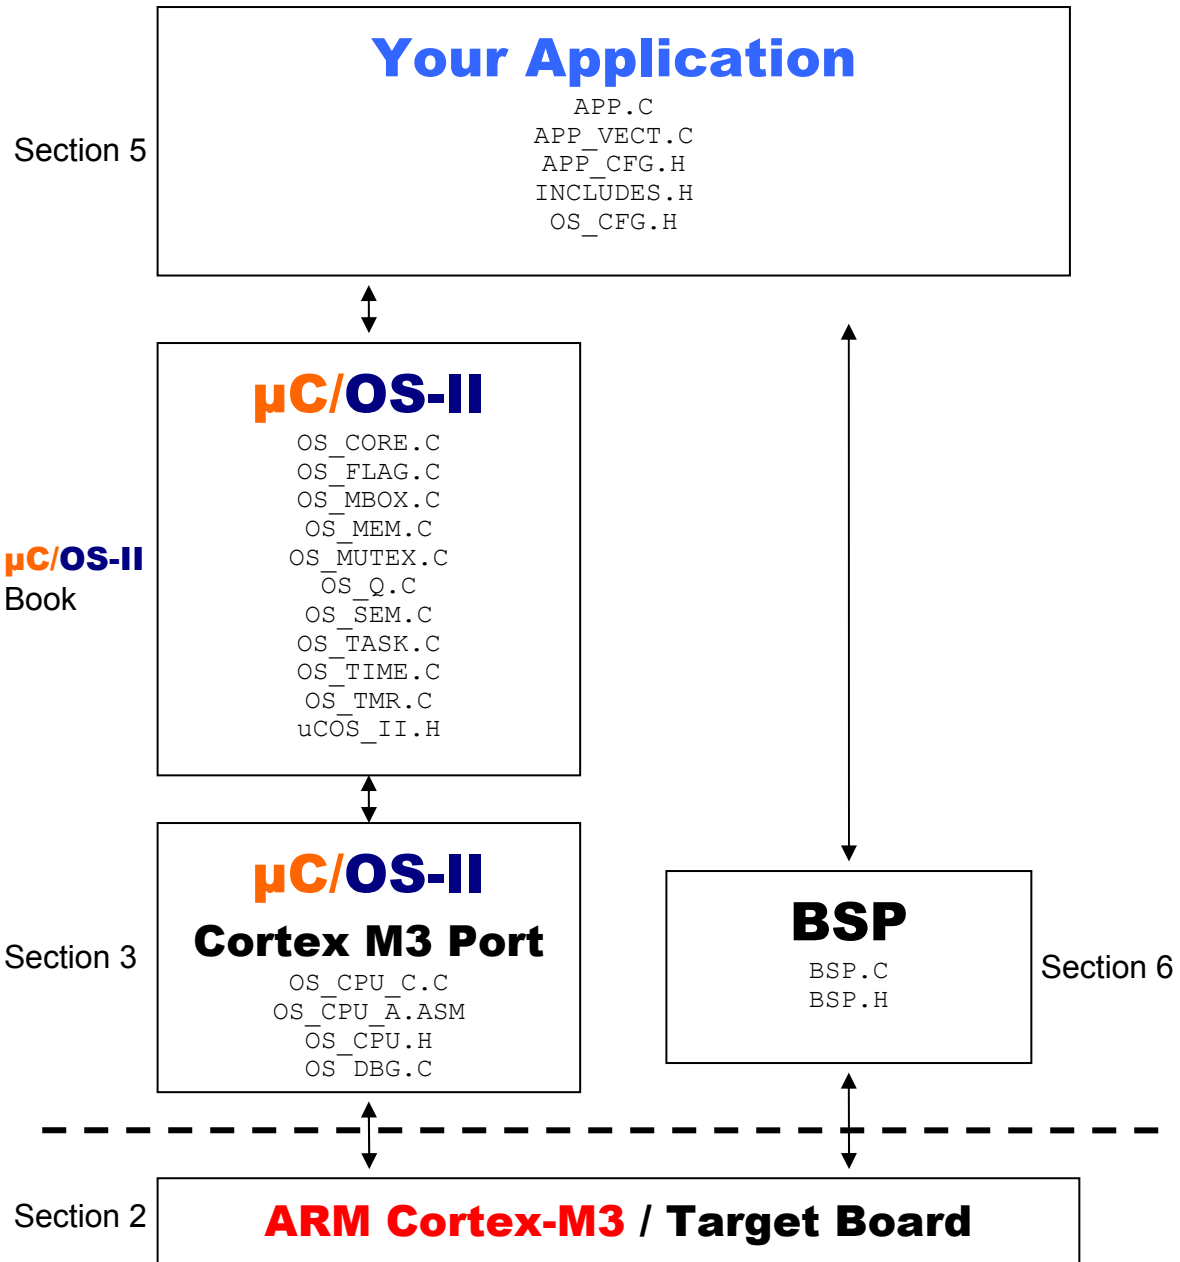 Your Application
APP.C
APP_VECT.C
APP_CFG.H
INCLUDES.H
OS_CFG.H
Section 5
µC/OS-II
OS_CORE.C
OS_FLAG.C
OS_MBOX.C
OS_MEM.C
OS_MUTEX.C
OS_Q.C
OS_SEM.C
OS_TASK.C
OS_TIME.C
OS_TMR.C
uCOS_II.H
µC/OS-II
Book
µC/OS-II
Cortex M3 Port
OS_CPU_C.C
OS_CPU_A.ASM
OS_CPU.H
OS_DBG.C
Section 3
BSP
BSP.C
BSP.H
Section 6
Section 2
ARM Cortex-M3 / Target Board